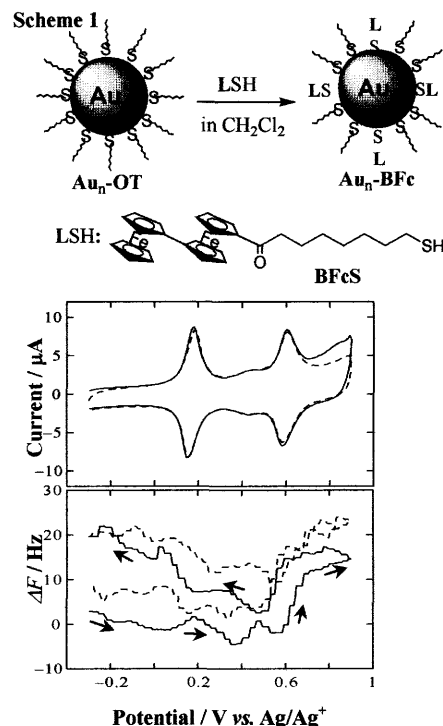 Scheme 1
L
S S S S S S S S S S S S
Au
LSH
in CH2Cl2
LS
SL
Au
L
Aun-OT
Aun-BFc
LSH:
Fe
Fe
O
SH
BFcS
Current / μA
10
5
0
−5
−10
ΔF / Hz
30
20
10
0
−10
−0.2 0.2 0.6 1
Potential / V vs. Ag/Ag+